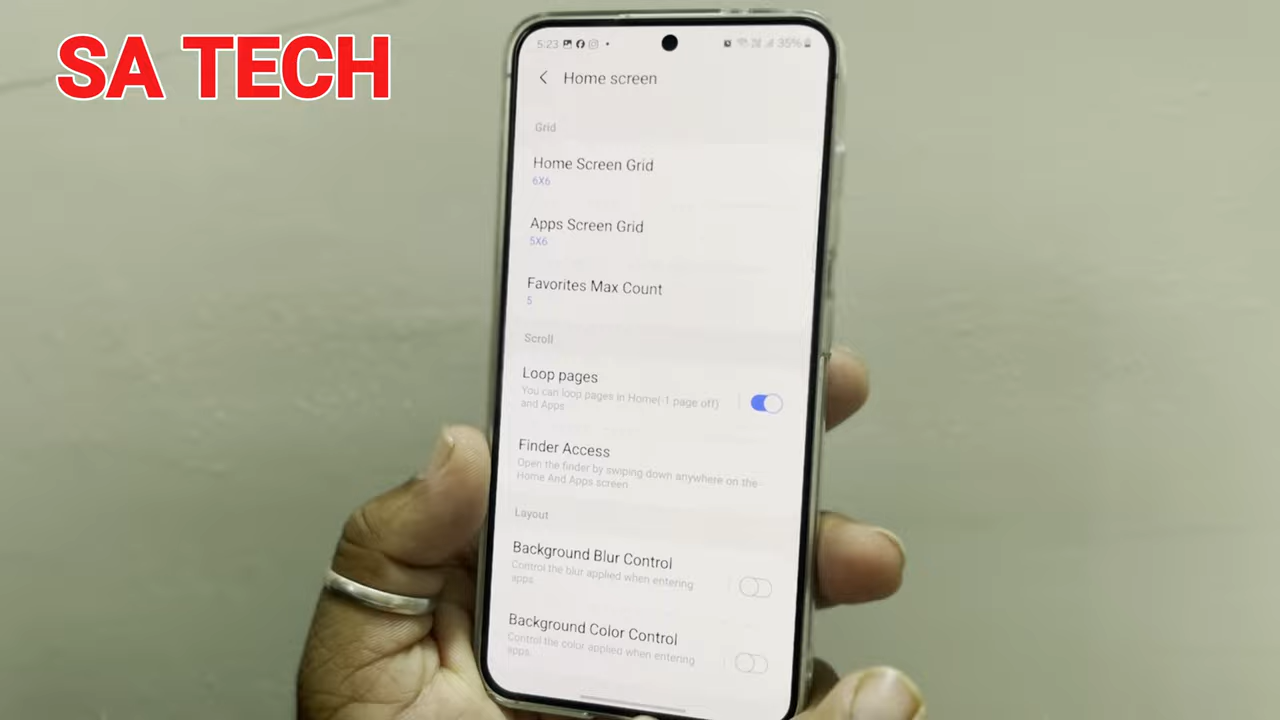 SA TECH
5:23
35%
Home screen
Grid
Home Screen Grid
6X6
Apps Screen Grid
5X6
Favorites Max Count
5
Scroll
Loop pages
You can loop pages in Home(-1 page off)
and Apps
Finder Access
Open the finder by swiping down anywhere on the
Home And Apps screen
Layout
Background Blur Control
Control the blur applied when entering
apps.
Background Color Control
Control the color applied when entering
apps.